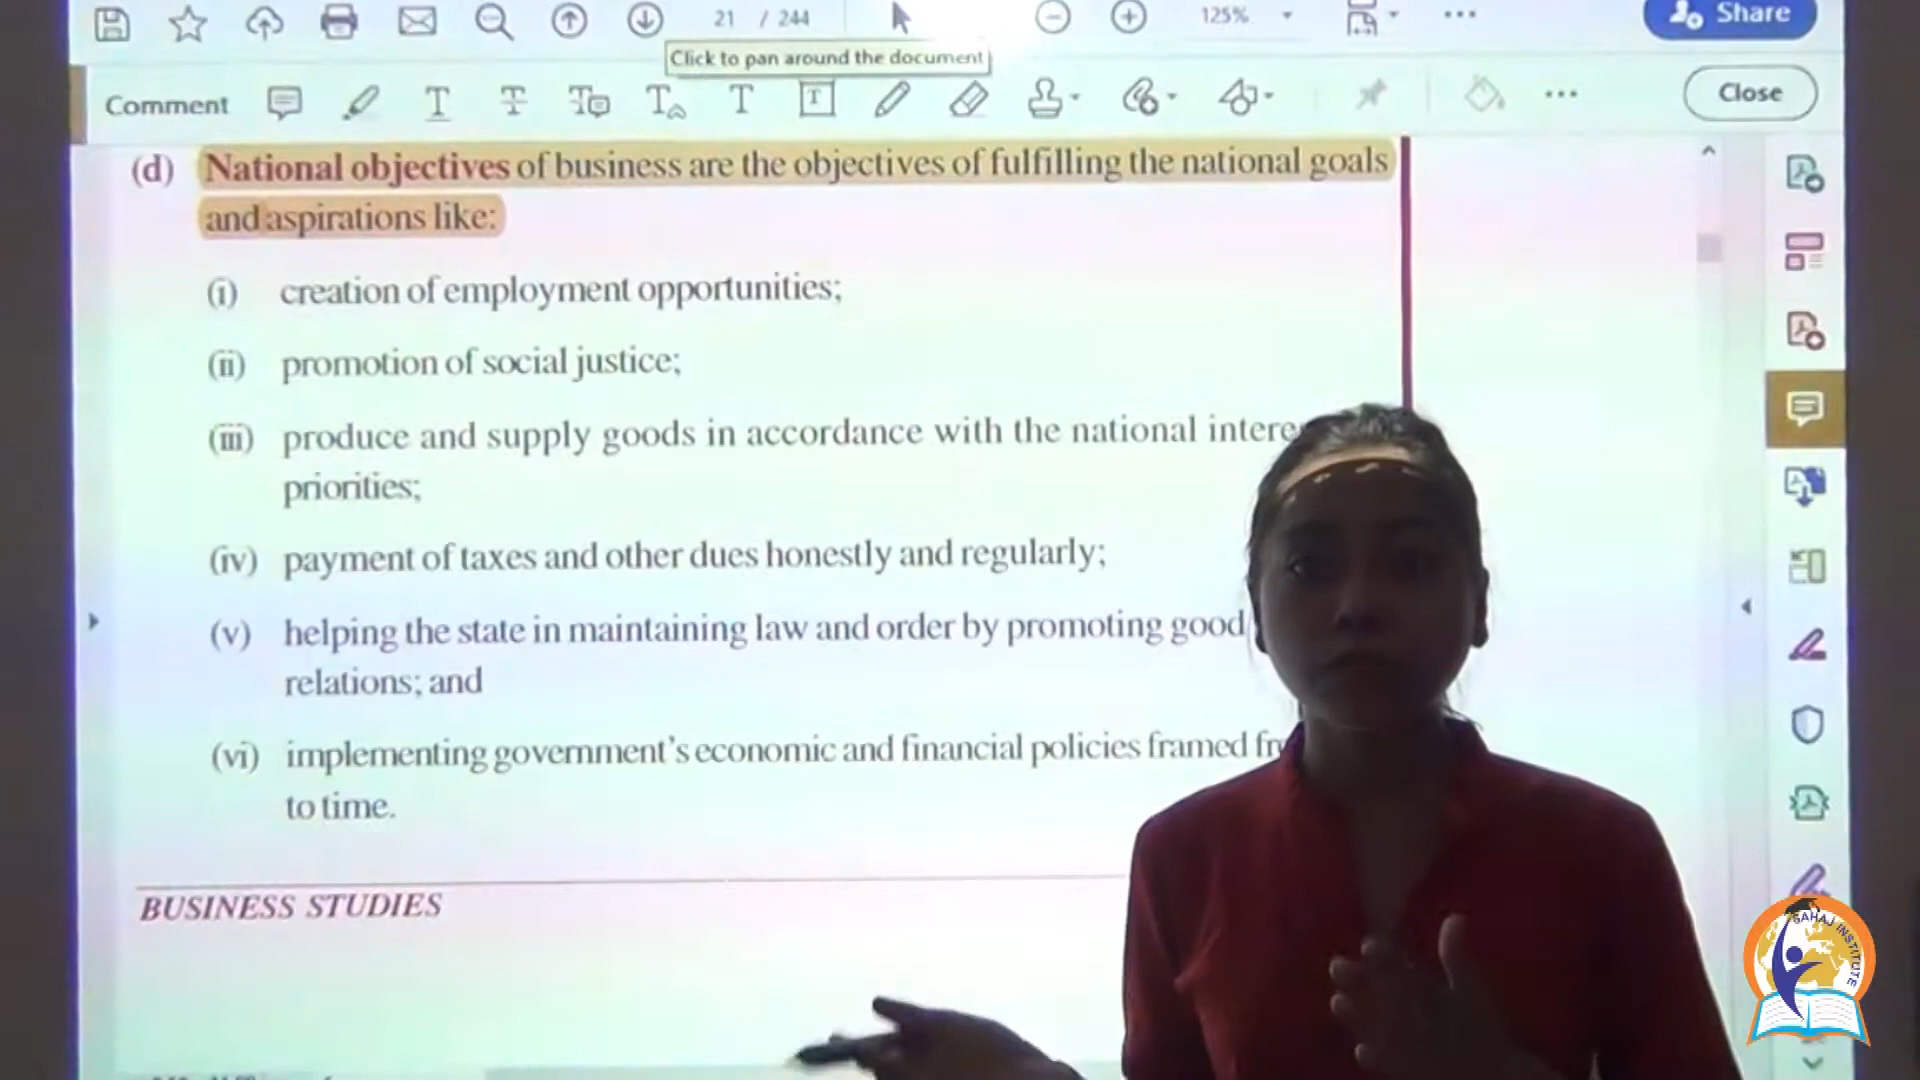 21 / 244
125%
Share
Click to pan around the document
Comment
Close
(d) National objectives of business are the objectives of fulfilling the national goals
and aspirations like:
(i) creation of employment opportunities;
(ii) promotion of social justice;
(iii) produce and supply goods in accordance with the national
priorities;
(iv) payment of taxes and other dues honestly and regularly;
(v) helping the state in maintaining law and order by promoting good
relations; and
(vi) implementing government's economic and financial policies framed
to time.
BUSINESS STUDIES
SAHAJ INSTITUTE